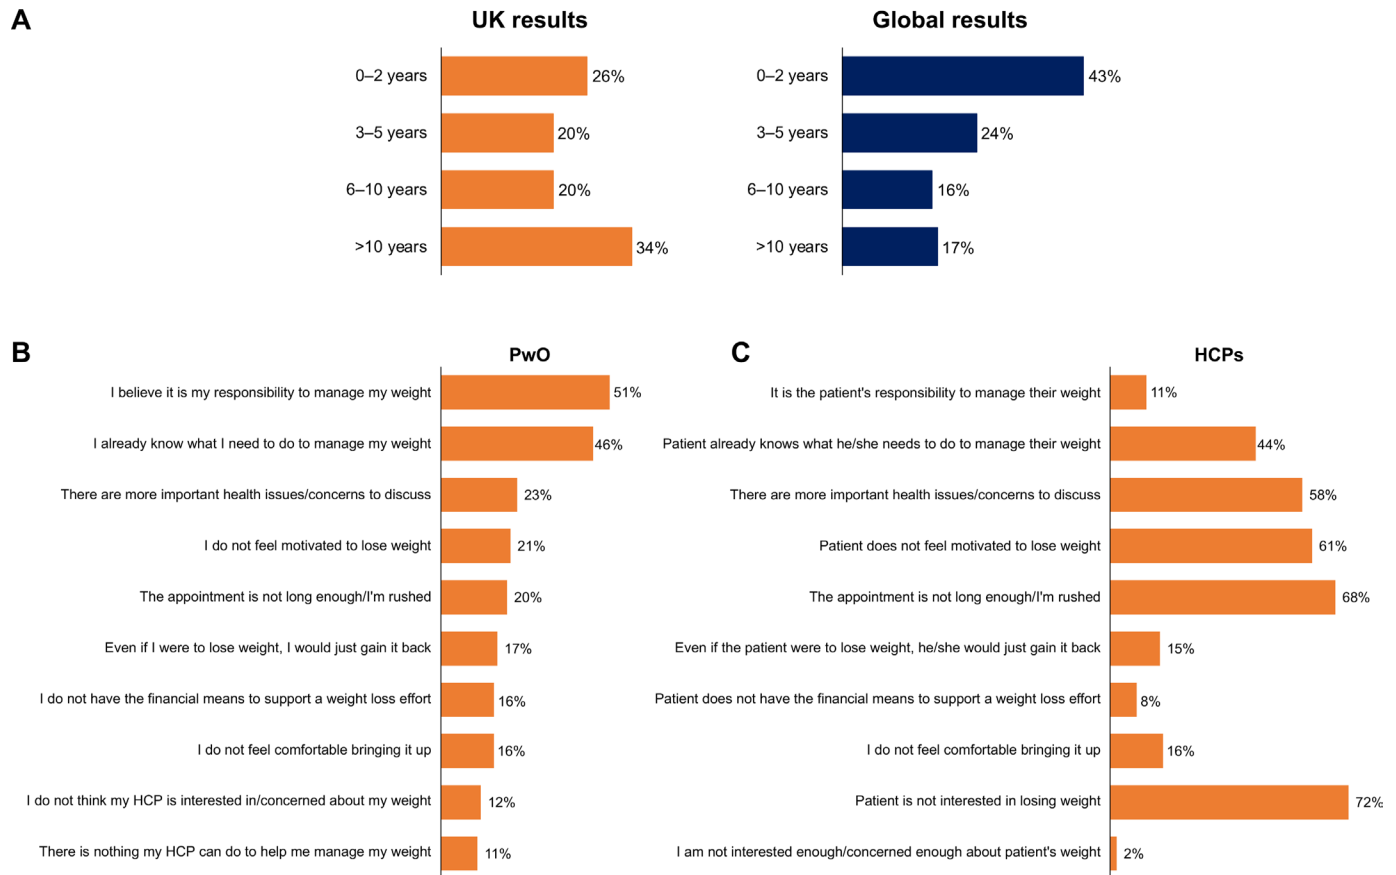 A
UK results
0–2 years 26%
3–5 years 20%
6–10 years 20%
>10 years 34%
Global results
0–2 years 43%
3–5 years 24%
6–10 years 16%
>10 years 17%
B
PwO
I believe it is my responsibility to manage my weight 51%
I already know what I need to do to manage my weight 46%
There are more important health issues/concerns to discuss 23%
I do not feel motivated to lose weight 21%
The appointment is not long enough/I'm rushed 20%
Even if I were to lose weight, I would just gain it back 17%
I do not have the financial means to support a weight loss effort 16%
I do not feel comfortable bringing it up 16%
I do not think my HCP is interested in/concerned about my weight 12%
There is nothing my HCP can do to help me manage my weight 11%
C
HCPs
It is the patient's responsibility to manage their weight 11%
Patient already knows what he/she needs to do to manage their weight 44%
There are more important health issues/concerns to discuss 58%
Patient does not feel motivated to lose weight 61%
The appointment is not long enough/I'm rushed 68%
Even if the patient were to lose weight, he/she would just gain it back 15%
Patient does not have the financial means to support a weight loss effort 8%
I do not feel comfortable bringing it up 16%
Patient is not interested in losing weight 72%
I am not interested enough/concerned enough about patient's weight 2%